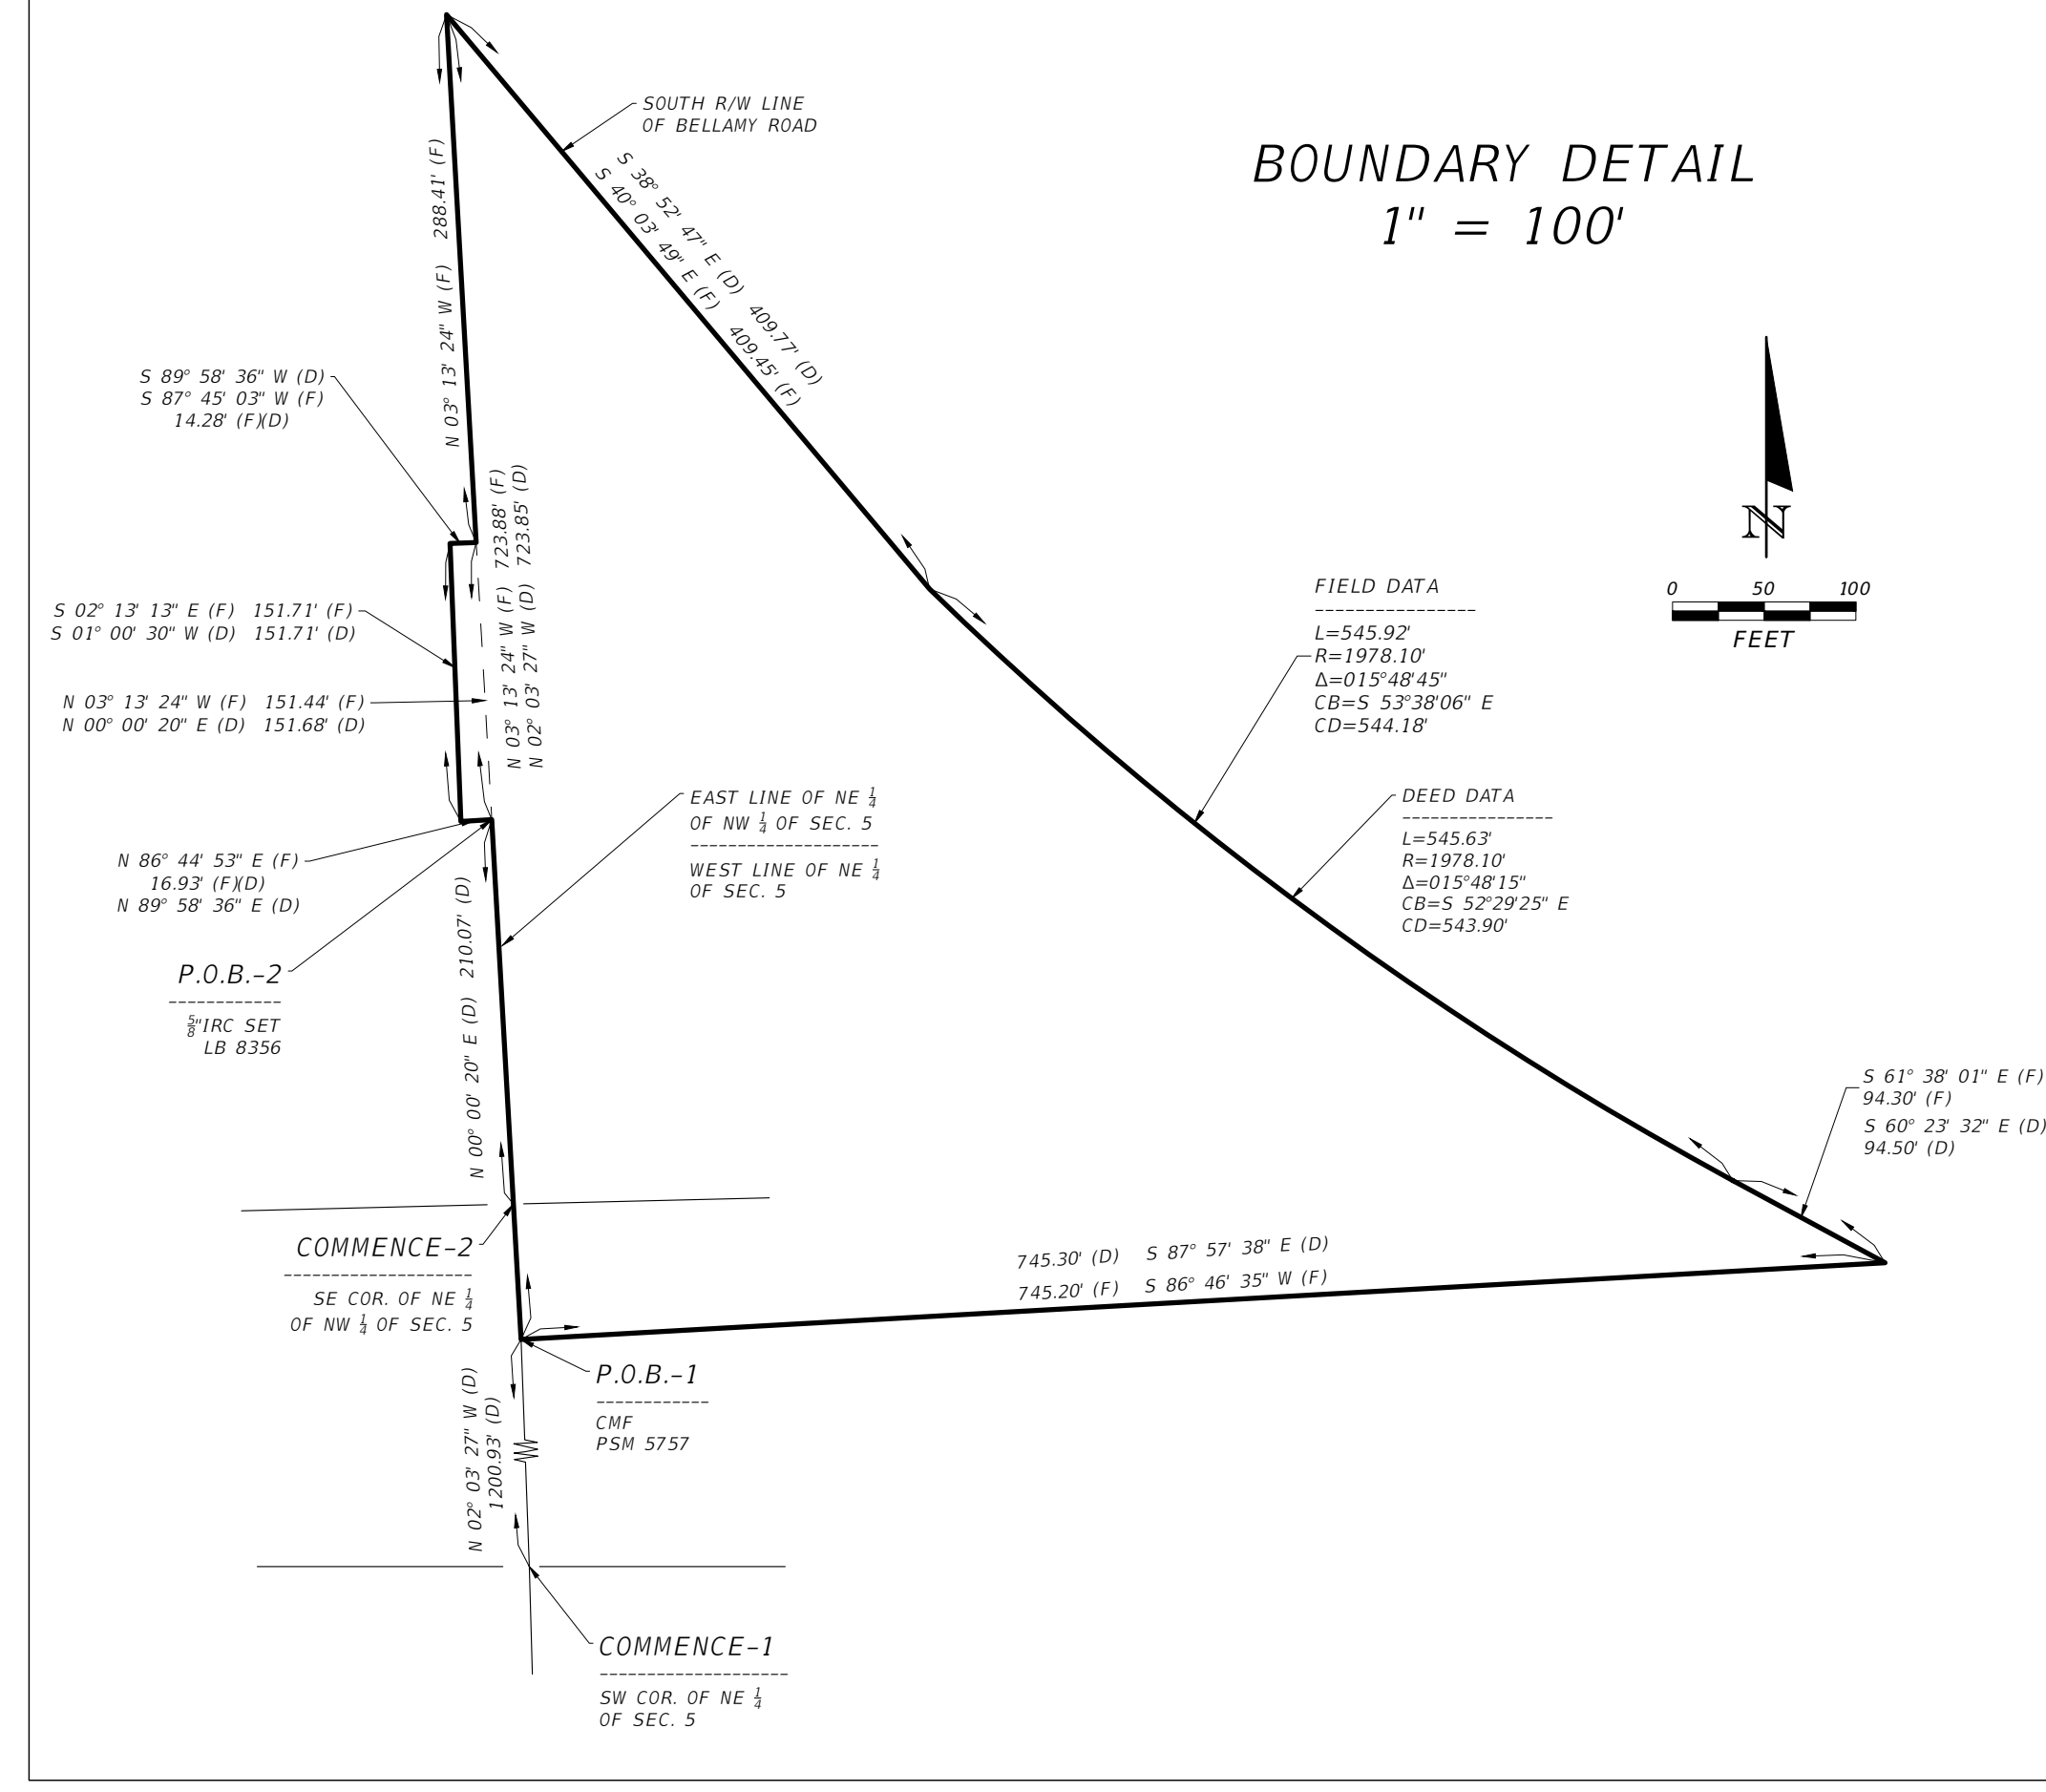 BOUNDARY DETAIL
1" = 100'
SOUTH R/W LINE
OF BELLAMY ROAD
S 38° 52' 47" E (D) 409.77' (D)
S 40° 03' 49" E (F) 409.45' (F)
N 03° 13' 24" W (F) 288.41' (F)
S 89° 58' 36" W (D)
S 87° 45' 03" W (F)
14.28' (F)(D)
N 03° 13' 24" W (F) 723.88' (F)
N 02° 03' 27" W (D) 723.85' (D)
N
0 50 100
FEET
FIELD DATA
----------------
L=545.92'
R=1978.10'
Δ=015°48'45"
CB=S 53°38'06" E
CD=544.18'
S 02° 13' 13" E (F) 151.71' (F)
S 01° 00' 30" W (D) 151.71' (D)
N 03° 13' 24" W (F) 151.44' (F)
N 00° 00' 20" E (D) 151.68' (D)
EAST LINE OF NE ¼
OF NW ¼ OF SEC. 5
-------------------
WEST LINE OF NE ¼
OF SEC. 5
DEED DATA
---------------
L=545.63'
R=1978.10'
Δ=015°48'15"
CB=S 52°29'25" E
CD=543.90'
N 86° 44' 53" E (F)
16.93' (F)(D)
N 89° 58' 36" E (D)
P.O.B.-2
------------
⅝"IRC SET
LB 8356
N 00° 00' 20" E (D) 210.07' (D)
S 61° 38' 01" E (F)
94.30' (F)
S 60° 23' 32" E (D)
94.50' (D)
COMMENCE-2
-------------------
SE COR. OF NE ¼
OF NW ¼ OF SEC. 5
745.30' (D) S 87° 57' 38" E (D)
745.20' (F) S 86° 46' 35" W (F)
P.O.B.-1
------------
CMF
PSM 5757
N 02° 03' 27" W (D)
1200.93' (D)
COMMENCE-1
-------------------
SW COR. OF NE ¼
OF SEC. 5